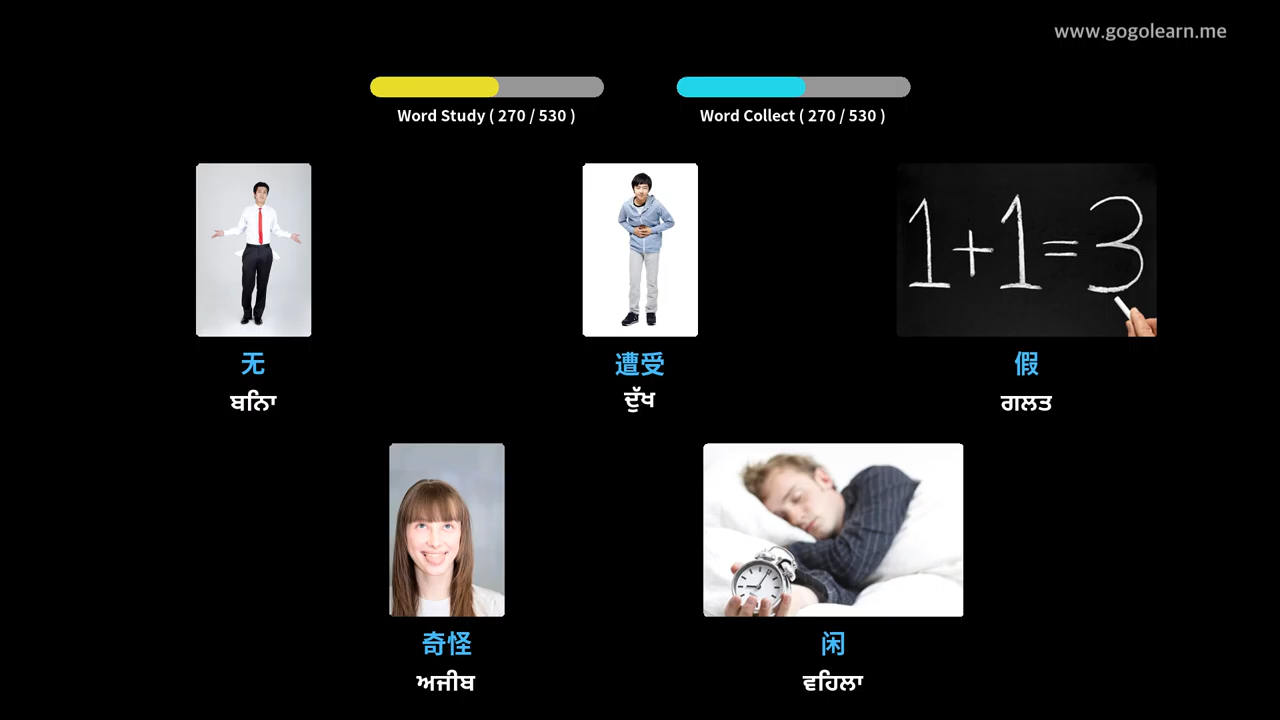 www.gogolearn.me
Word Study ( 270 / 530 )
Word Collect ( 270 / 530 )
无
ਬਨਿਾ
遭受
ਦੁੱਖ
1+1=3
假
ਗਲਤ
奇怪
ਅਜੀਬ
闲
ਵਹਿਲਾ